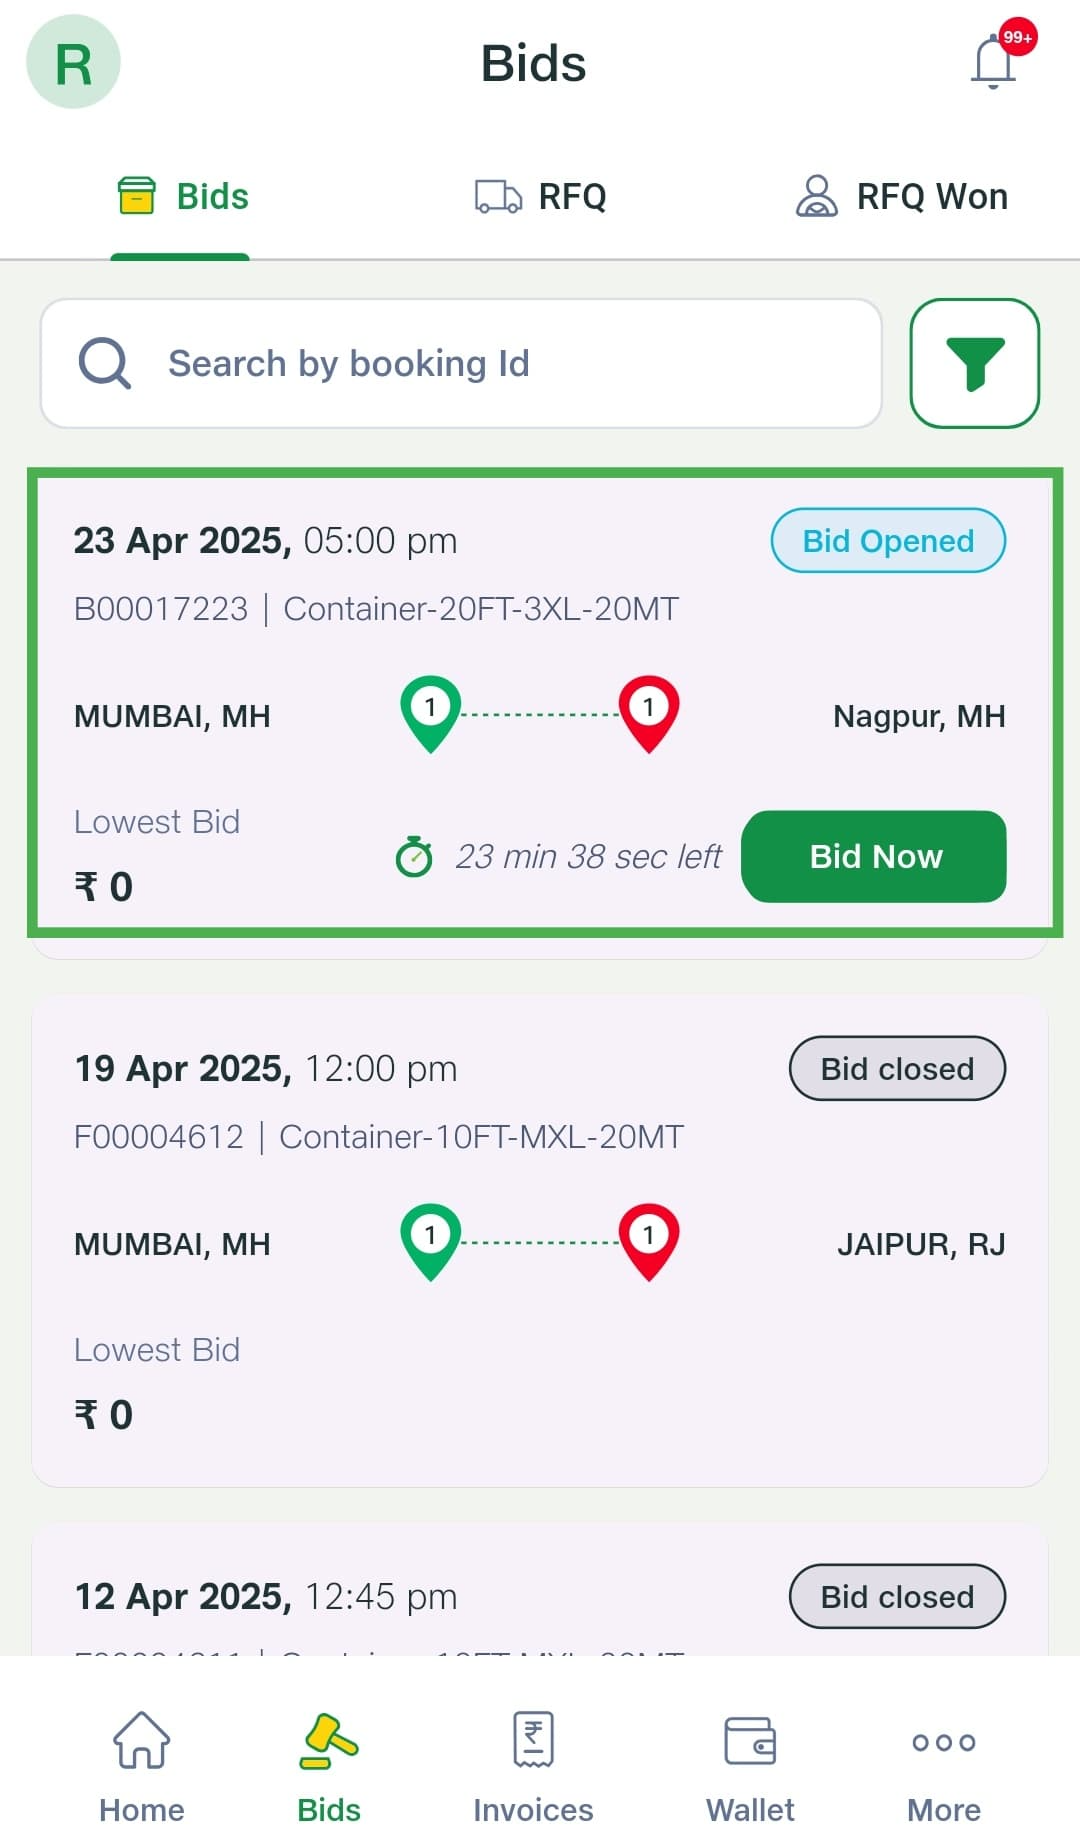 R
Bids
99+
Bids
RFQ
RFQ Won
Search by booking Id
23 Apr 2025, 05:00 pm
Bid Opened
B00017223 | Container-20FT-3XL-20MT
MUMBAI, MH
1
1
Nagpur, MH
Lowest Bid
₹ 0
23 min 38 sec left
Bid Now
19 Apr 2025, 12:00 pm
Bid closed
F00004612 | Container-10FT-MXL-20MT
MUMBAI, MH
1
1
JAIPUR, RJ
Lowest Bid
₹ 0
12 Apr 2025, 12:45 pm
Bid closed
₹
Home
Bids
Invoices
Wallet
More